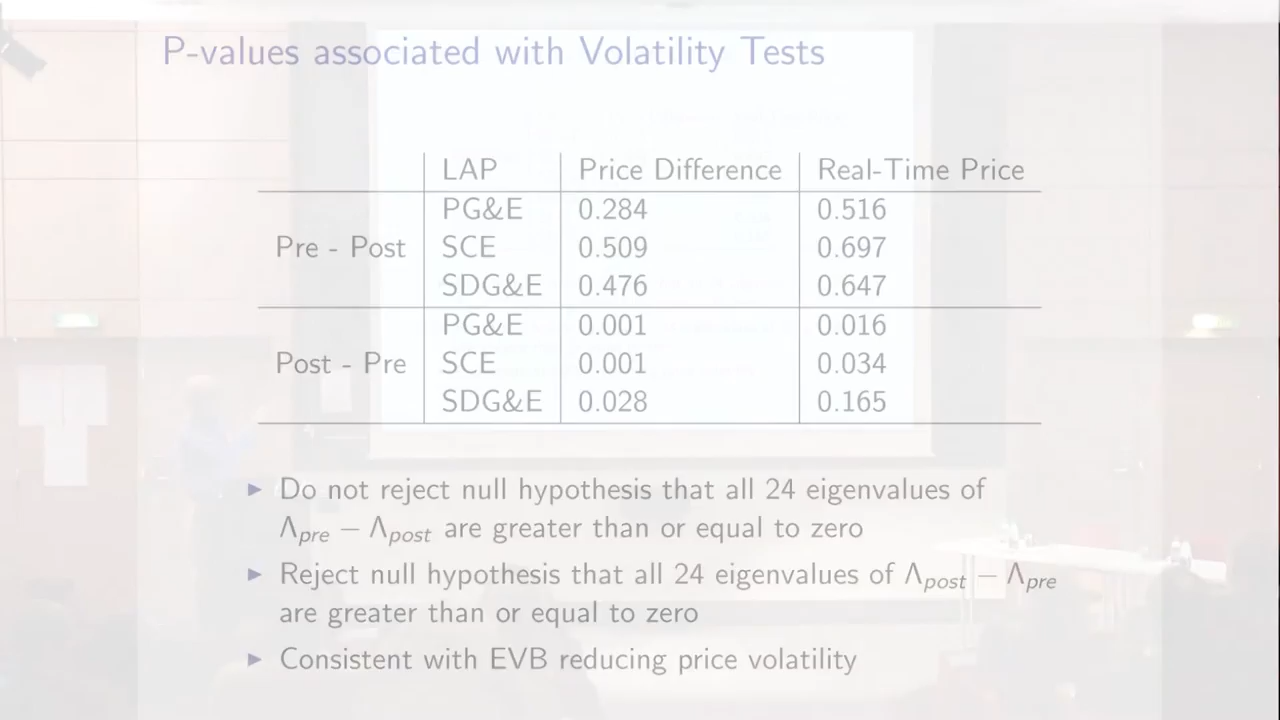 P-values associated with Volatility Tests
LAP Price Difference Real-Time Price
PG&E 0.284 0.516
Pre - Post SCE 0.509 0.697
SDG&E 0.476 0.647
PG&E 0.001 0.016
Post - Pre SCE 0.001 0.034
SDG&E 0.028 0.165
▶ Do not reject null hypothesis that all 24 eigenvalues of
Λpre − Λpost are greater than or equal to zero
▶ Reject null hypothesis that all 24 eigenvalues of Λpost − Λpre
are greater than or equal to zero
▶ Consistent with EVB reducing price volatility